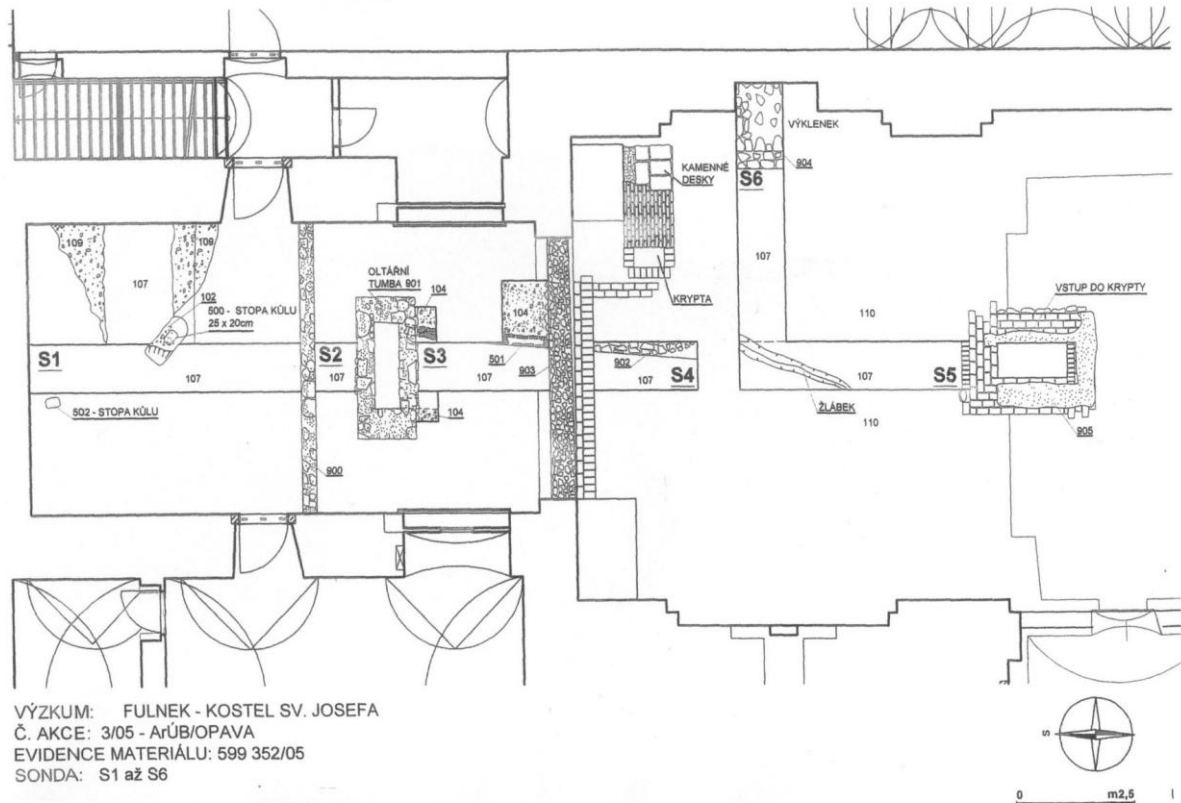 VÝKLENEK
904
S6
KAMENNÉ
DESKY
109
109
107
107
102
500 - STOPA KŮLU
25 x 20cm
OLTÁŘNÍ
TUMBA 901
104
104
KRYPTA
110
VSTUP DO KRYPTY
S1
S2
S3
501
903
902
S4
S5
107
107
107
107
107
502 - STOPA KŮLU
104
ŽLÁBEK
110
905
900
VÝZKUM: FULNEK - KOSTEL SV. JOSEFA
Č. AKCE: 3/05 - ArÚB/OPAVA
EVIDENCE MATERIÁLU: 599 352/05
SONDA: S1 až S6
S
0 m2,5